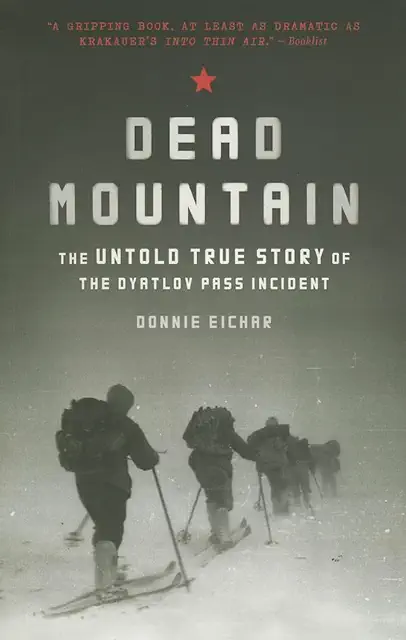 "A GRIPPING BOOK, AT LEAST AS DRAMATIC AS
KRAKAUER'S INTO THIN AIR." – Booklist
DEAD
MOUNTAIN
THE UNTOLD TRUE STORY OF
THE DYATLOV PASS INCIDENT
DONNIE EICHAR